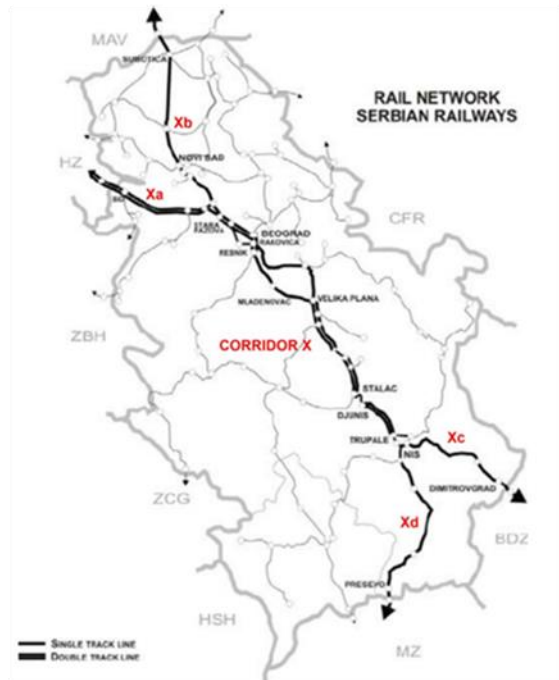 MAV
SUBOTICA
RAIL NETWORK
SERBIAN RAILWAYS
Xb
NOVI SAD
HZ
Xa
STARA
PAZOVA
CFR
BEOGRAD
RAKOVICA
RESNIK
MLADENOVAC
VELIKA PLANA
ZBH
CORRIDOR X
STALAC
DJUNIS
TRUPALE
Xc
NIS
DIMITROVGRAD
ZCG
Xd
BDZ
PRESEVO
HSH
MZ
SINGLE TRACK LINE
DOUBLE TRACK LINE